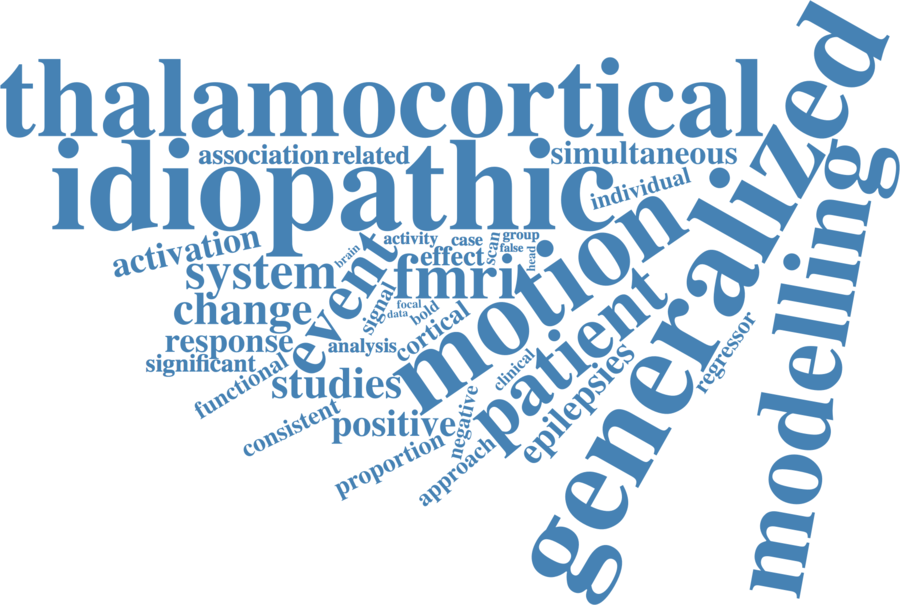 thalamocortical
idiopathic
generalized
modelling
association
related
simultaneous
individual
activation
activity
case
group
false
scan
head
brain
system
event
effect
fmri
motion
change
signal
focal
data
bold
cortical
response
analysis
significant
functional
studies
clinical
patient
regressor
epilepsies
consistent
positive
negative
proportion
approach